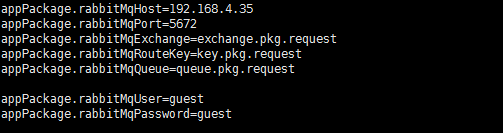 appPackage.rabbitMqHost=192.168.4.35
appPackage.rabbitMqPort=5672
appPackage.rabbitMqExchange=exchange.pkg.request
appPackage.rabbitMqRouteKey=key.pkg.request
appPackage.rabbitMqQueue=queue.pkg.request
appPackage.rabbitMqUser=guest
appPackage.rabbitMqPassword=guest